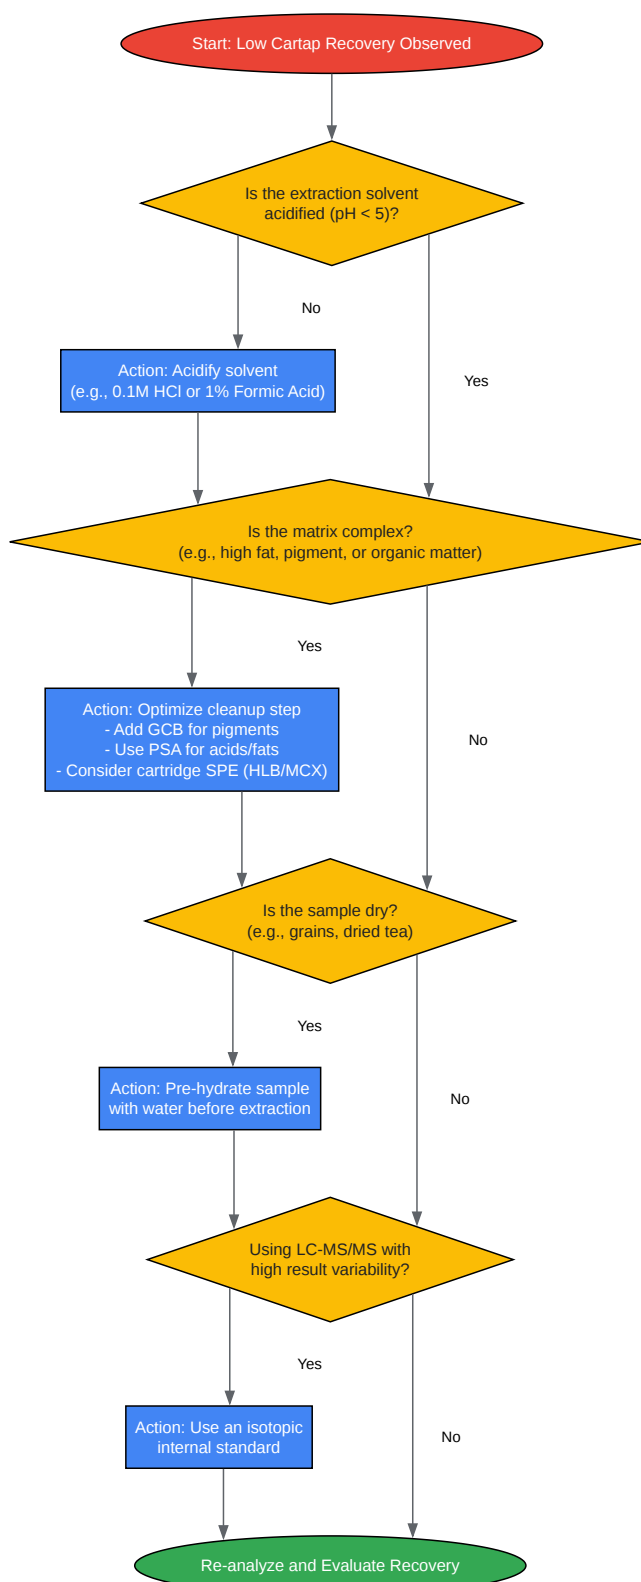 Start: Low Cartap Recovery Observed
Is the extraction solvent
acidified (pH < 5)?
No
Action: Acidify solvent
(e.g., 0.1M HCl or 1% Formic Acid)
Yes
Is the matrix complex?
(e.g., high fat, pigment, or organic matter)
Yes
Action: Optimize cleanup step
- Add GCB for pigments
- Use PSA for acids/fats
- Consider cartridge SPE (HLB/MCX)
No
Is the sample dry?
(e.g., grains, dried tea)
Yes
Action: Pre-hydrate sample
with water before extraction
No
Using LC-MS/MS with
high result variability?
Yes
Action: Use an isotopic
internal standard
No
Re-analyze and Evaluate Recovery